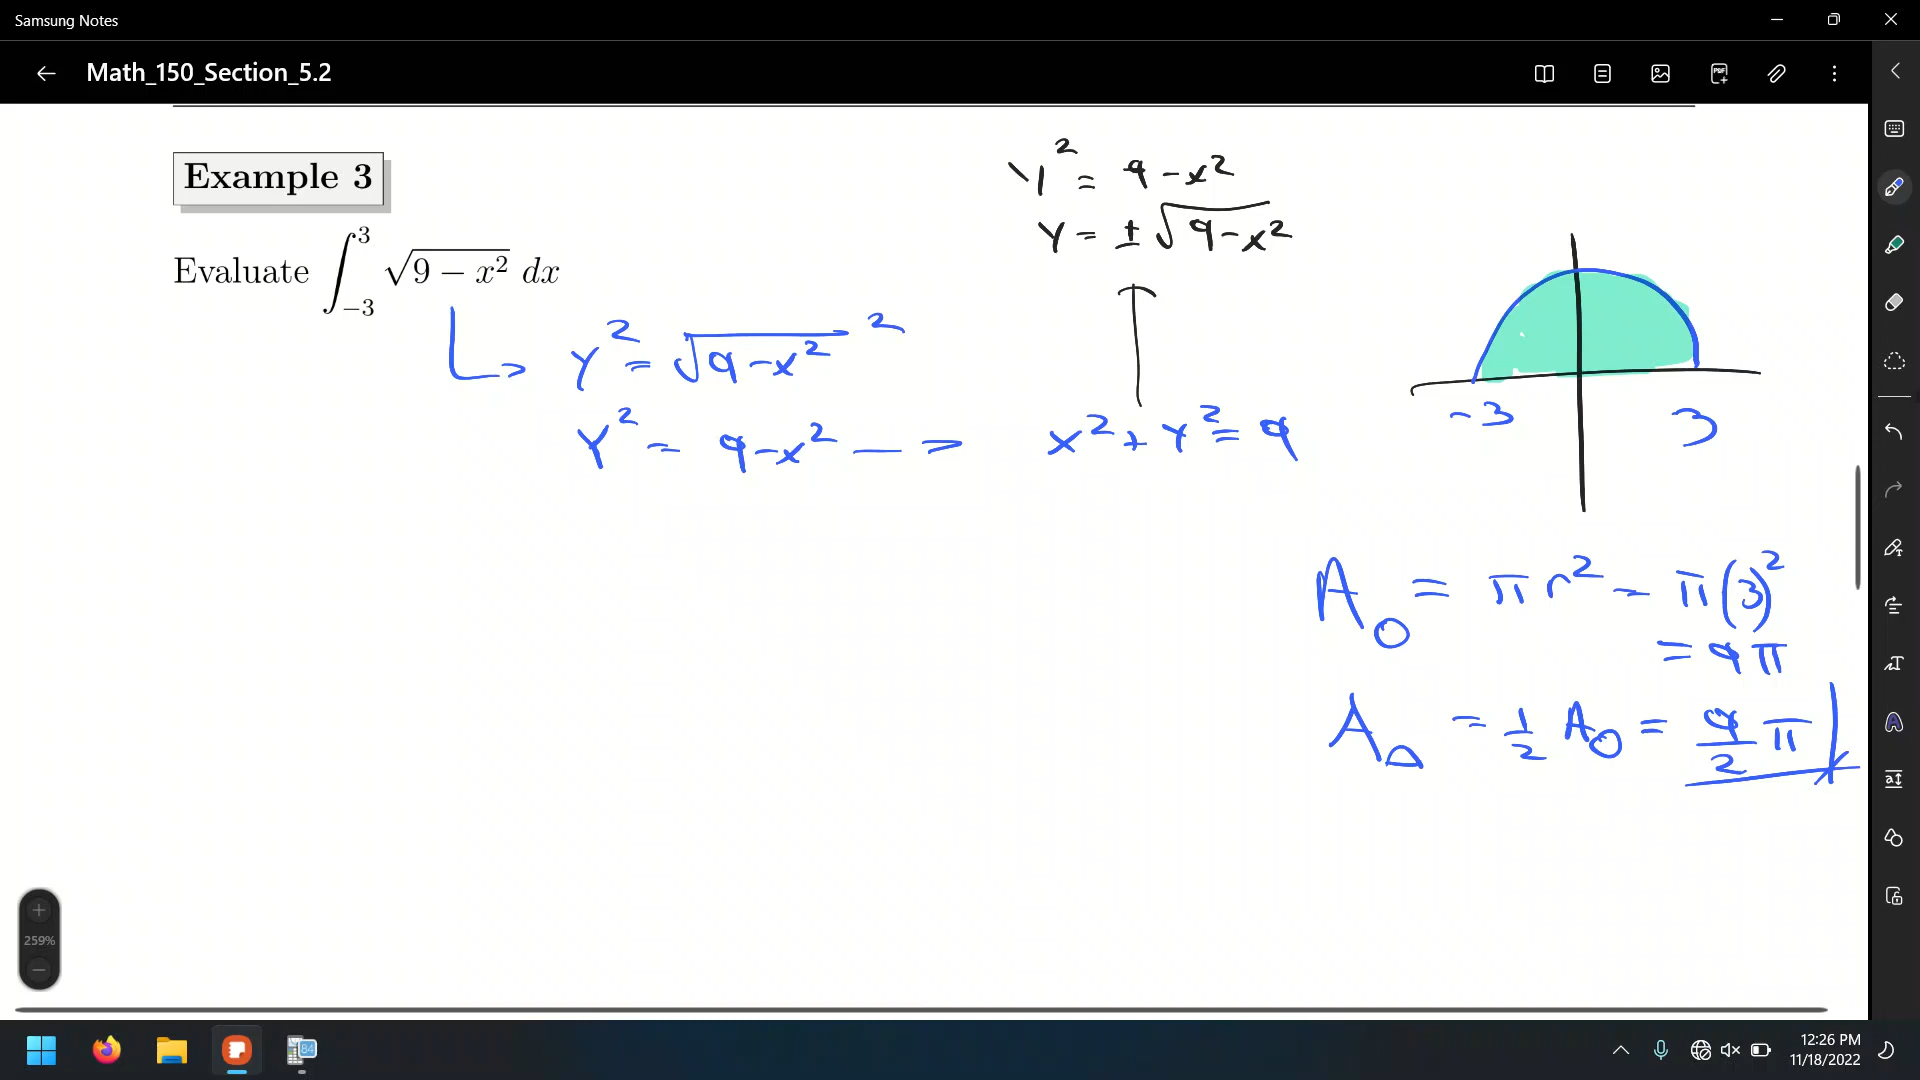 Samsung Notes
Math_150_Section_5.2
Example 3
Evaluate ∫_{-3}^{3} √(9 − x²) dx
y² = √(9 − x²) ²
y² = 9 − x² —>
y² = 9 − x²
y = ± √(9 − x²)
x² + y² = 9
-3
3
A○ = πr² - π(3)²
= 9π
A⌓ = 1/2 A○ = 9/2 π
259%
PDF
84
12:26 PM
11/18/2022